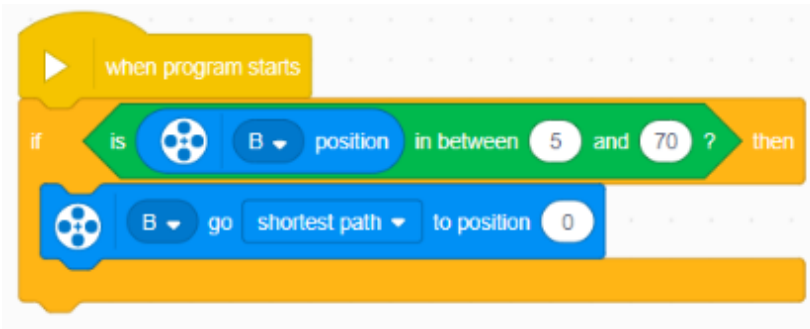 when program starts
if is B position in between 5 and 70 ? then
B go shortest path to position 0